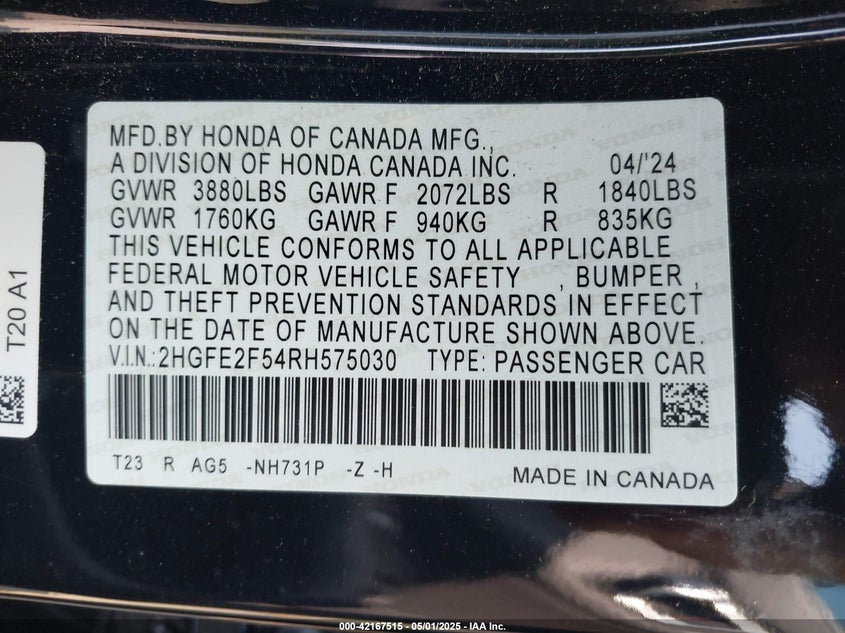 MFD.BY HONDA OF CANADA MFG.,
A DIVISION OF HONDA CANADA INC. 04/'24
GVWR 3880LBS GAWR F 2072LBS R 1840LBS
GVWR 1760KG GAWR F 940KG R 835KG
THIS VEHICLE CONFORMS TO ALL APPLICABLE
FEDERAL MOTOR VEHICLE SAFETY , BUMPER ,
AND THEFT PREVENTION STANDARDS IN EFFECT
ON THE DATE OF MANUFACTURE SHOWN ABOVE.
V.I.N.:2HGFE2F54RH575030 TYPE: PASSENGER CAR
T23 R AG5 -NH731P -Z -H
MADE IN CANADA
T20 A1
000-42167515 - 05/01/2025 - IAA Inc.